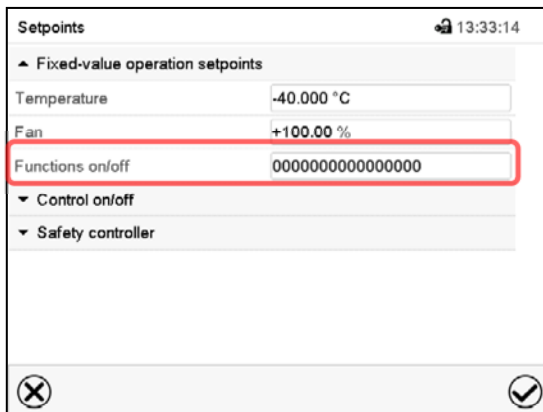 Setpoints 13:33:14
Fixed-value operation setpoints
Temperature -40.000 °C
Fan +100.00 %
Functions on/off 0000000000000000
Control on/off
Safety controller